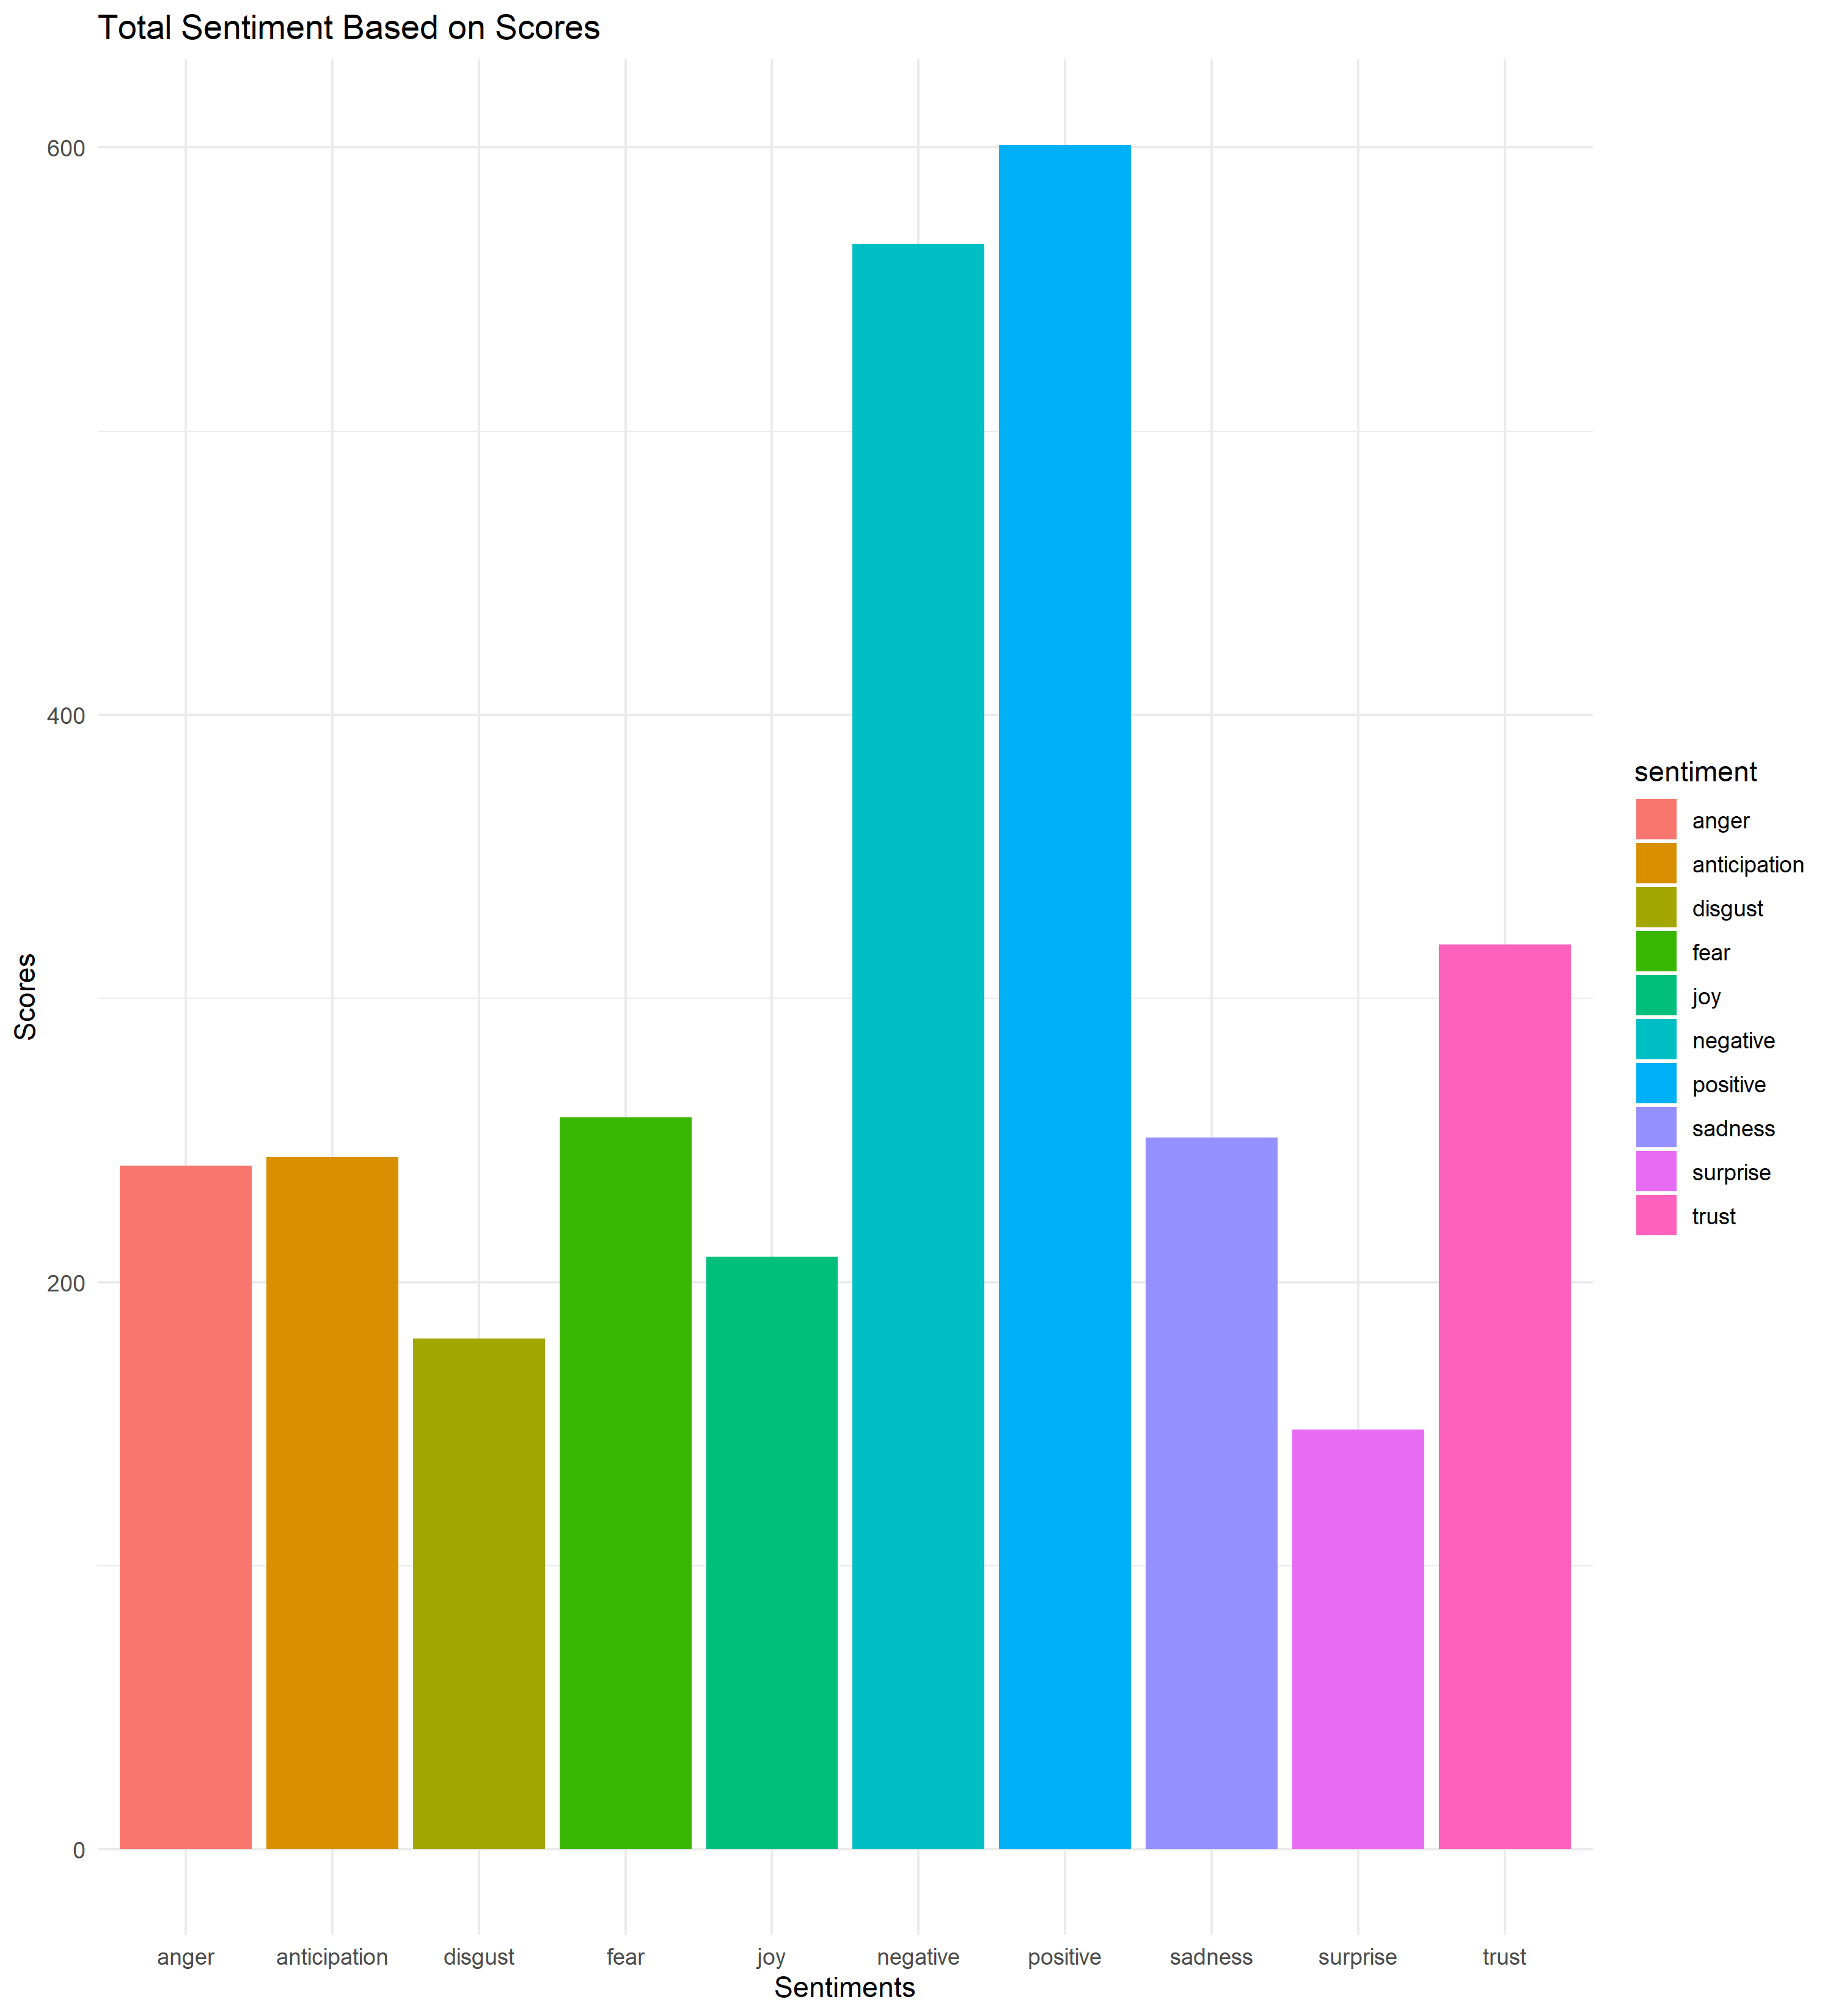 Total Sentiment Based on Scores
600
400
200
0
Scores
anger
anticipation
disgust
fear
joy
negative
positive
sadness
surprise
trust
Sentiments
sentiment
anger
anticipation
disgust
fear
joy
negative
positive
sadness
surprise
trust